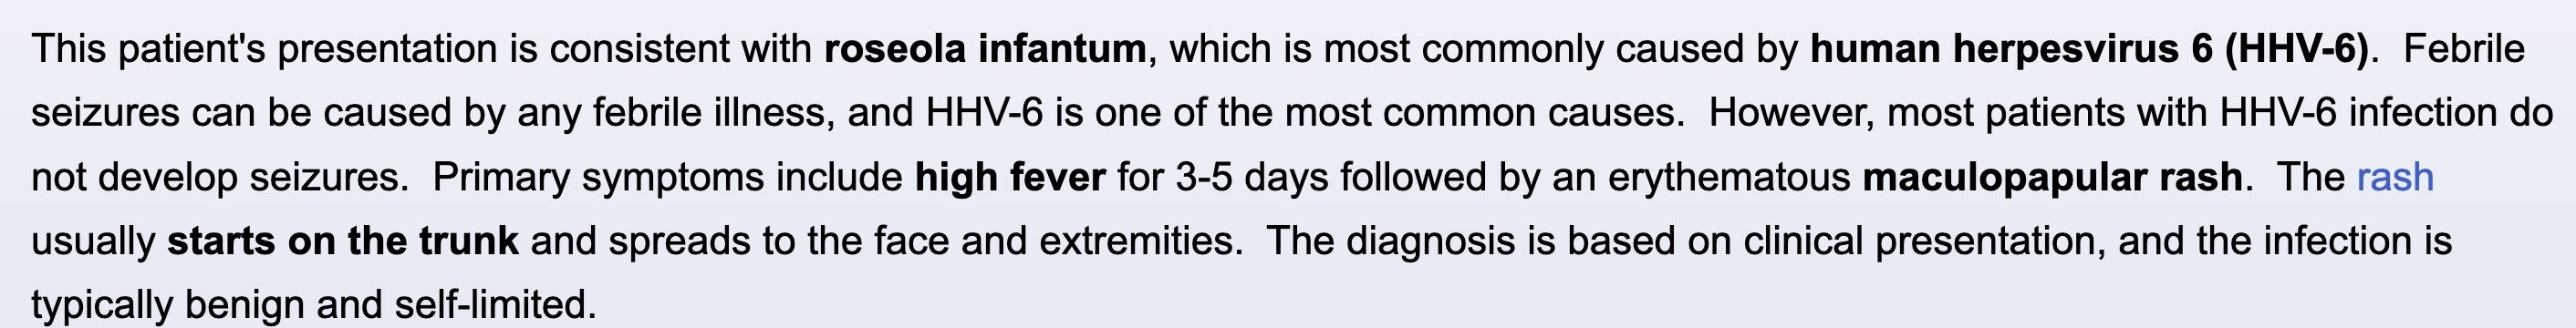 This patient's presentation is consistent with roseola infantum, which is most commonly caused by human herpesvirus 6 (HHV-6).  Febrile
seizures can be caused by any febrile illness, and HHV-6 is one of the most common causes.  However, most patients with HHV-6 infection do
not develop seizures.  Primary symptoms include high fever for 3-5 days followed by an erythematous maculopapular rash.  The rash
usually starts on the trunk and spreads to the face and extremities.  The diagnosis is based on clinical presentation, and the infection is
typically benign and self-limited.